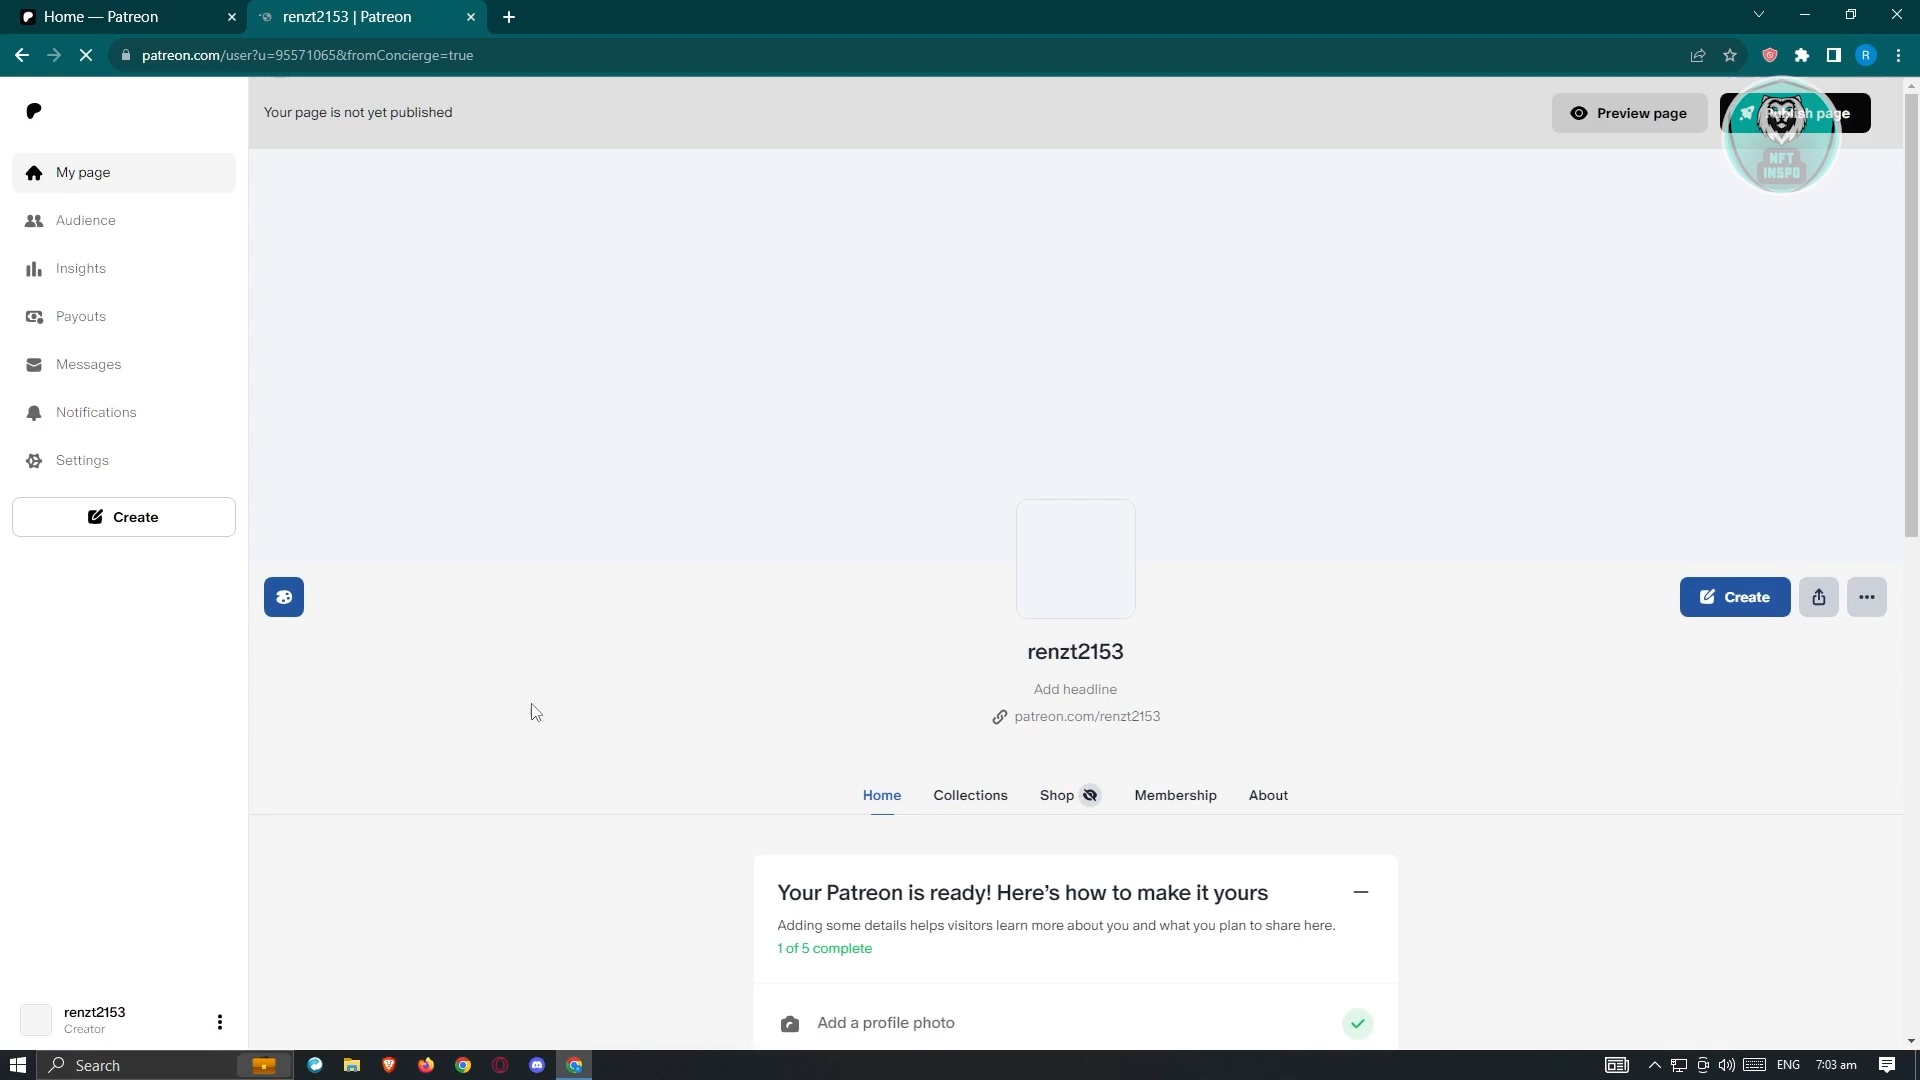 Home — Patreon
renzt2153 | Patreon
patreon.com/user?u=95571065&fromConcierge=true
R
Your page is not yet published
Preview page
Publish page
NFT
INSPO
My page
Audience
Insights
Payouts
Messages
Notifications
Settings
Create
Create
renzt2153
Add headline
patreon.com/renzt2153
Home
Collections
Shop
Membership
About
Your Patreon is ready! Here's how to make it yours
Adding some details helps visitors learn more about you and what you plan to share here.
1 of 5 complete
Add a profile photo
renzt2153
Creator
Search
ENG
7:03 am